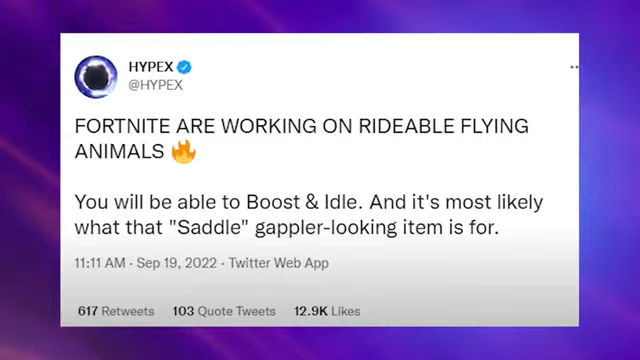 HYPEX
@HYPEX
FORTNITE ARE WORKING ON RIDEABLE FLYING
ANIMALS 🔥
You will be able to Boost & Idle. And it's most likely
what that "Saddle" gappler-looking item is for.
11:11 AM · Sep 19, 2022 · Twitter Web App
617 Retweets 103 Quote Tweets 12.9K Likes